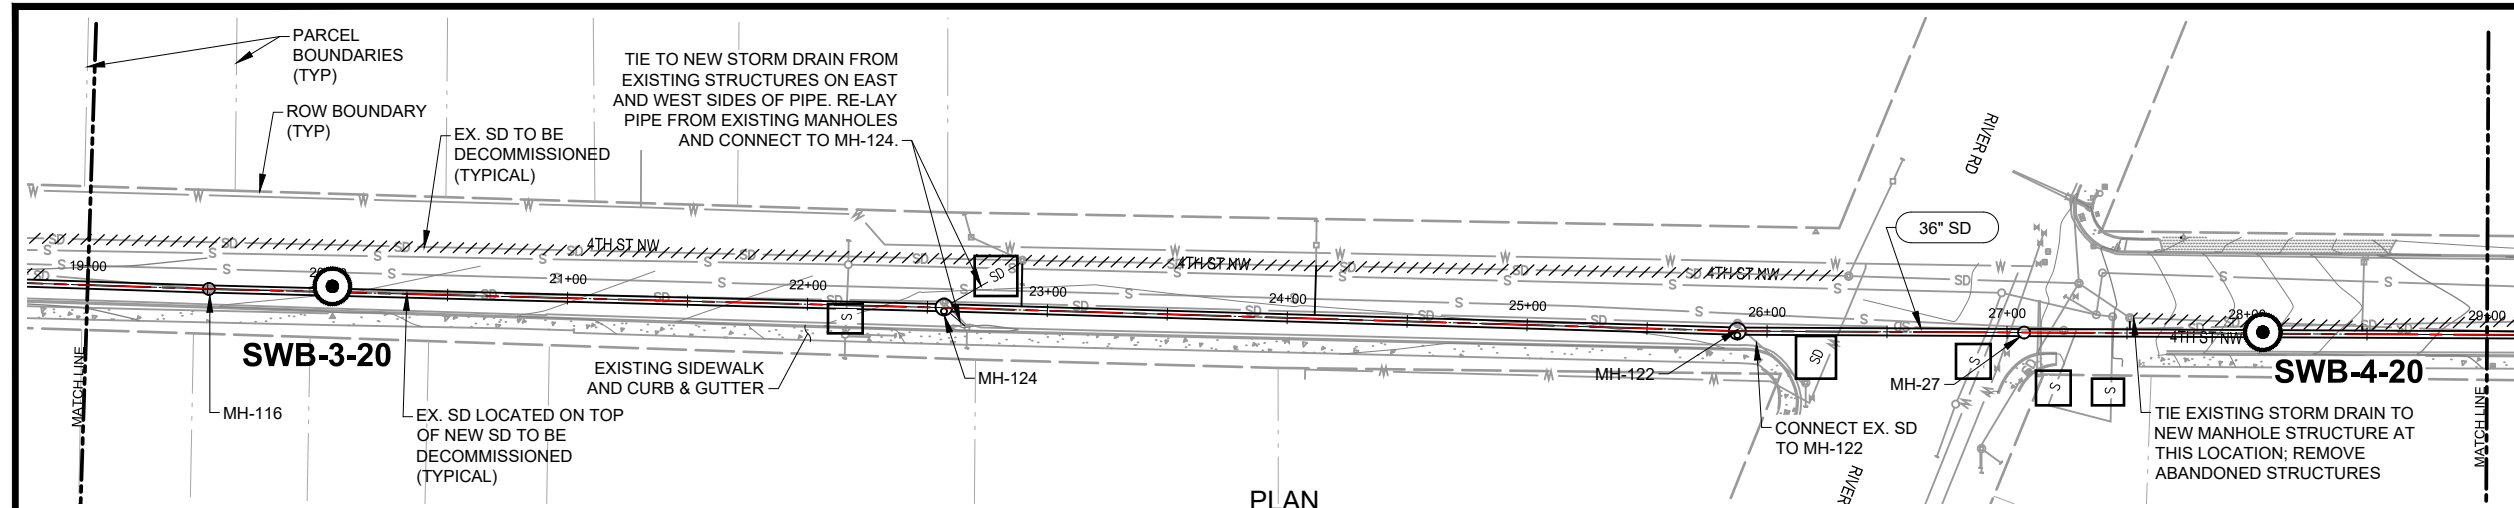 PARCEL
BOUNDARIES
(TYP)
ROW BOUNDARY
(TYP)
EX. SD TO BE
DECOMMISSIONED
(TYPICAL)
TIE TO NEW STORM DRAIN FROM
EXISTING STRUCTURES ON EAST
AND WEST SIDES OF PIPE. RE-LAY
PIPE FROM EXISTING MANHOLES
AND CONNECT TO MH-124.
RIVER RD
36" SD
4TH ST NW
4TH ST NW
4TH ST NW
4TH ST NW
19+00
21+00
22+00
23+00
24+00
25+00
26+00
27+00
28+00
29+00
SWB-3-20
SWB-4-20
MATCH LINE
MH-116
EX. SD LOCATED ON TOP
OF NEW SD TO BE
DECOMMISSIONED
(TYPICAL)
EXISTING SIDEWALK
AND CURB & GUTTER
MH-124
MH-122
CONNECT EX. SD
TO MH-122
MH-27
TIE EXISTING STORM DRAIN TO
NEW MANHOLE STRUCTURE AT
THIS LOCATION; REMOVE
ABANDONED STRUCTURES
MATCH LINE
RIVER
SD
S
SD
S
S
S
PLAN